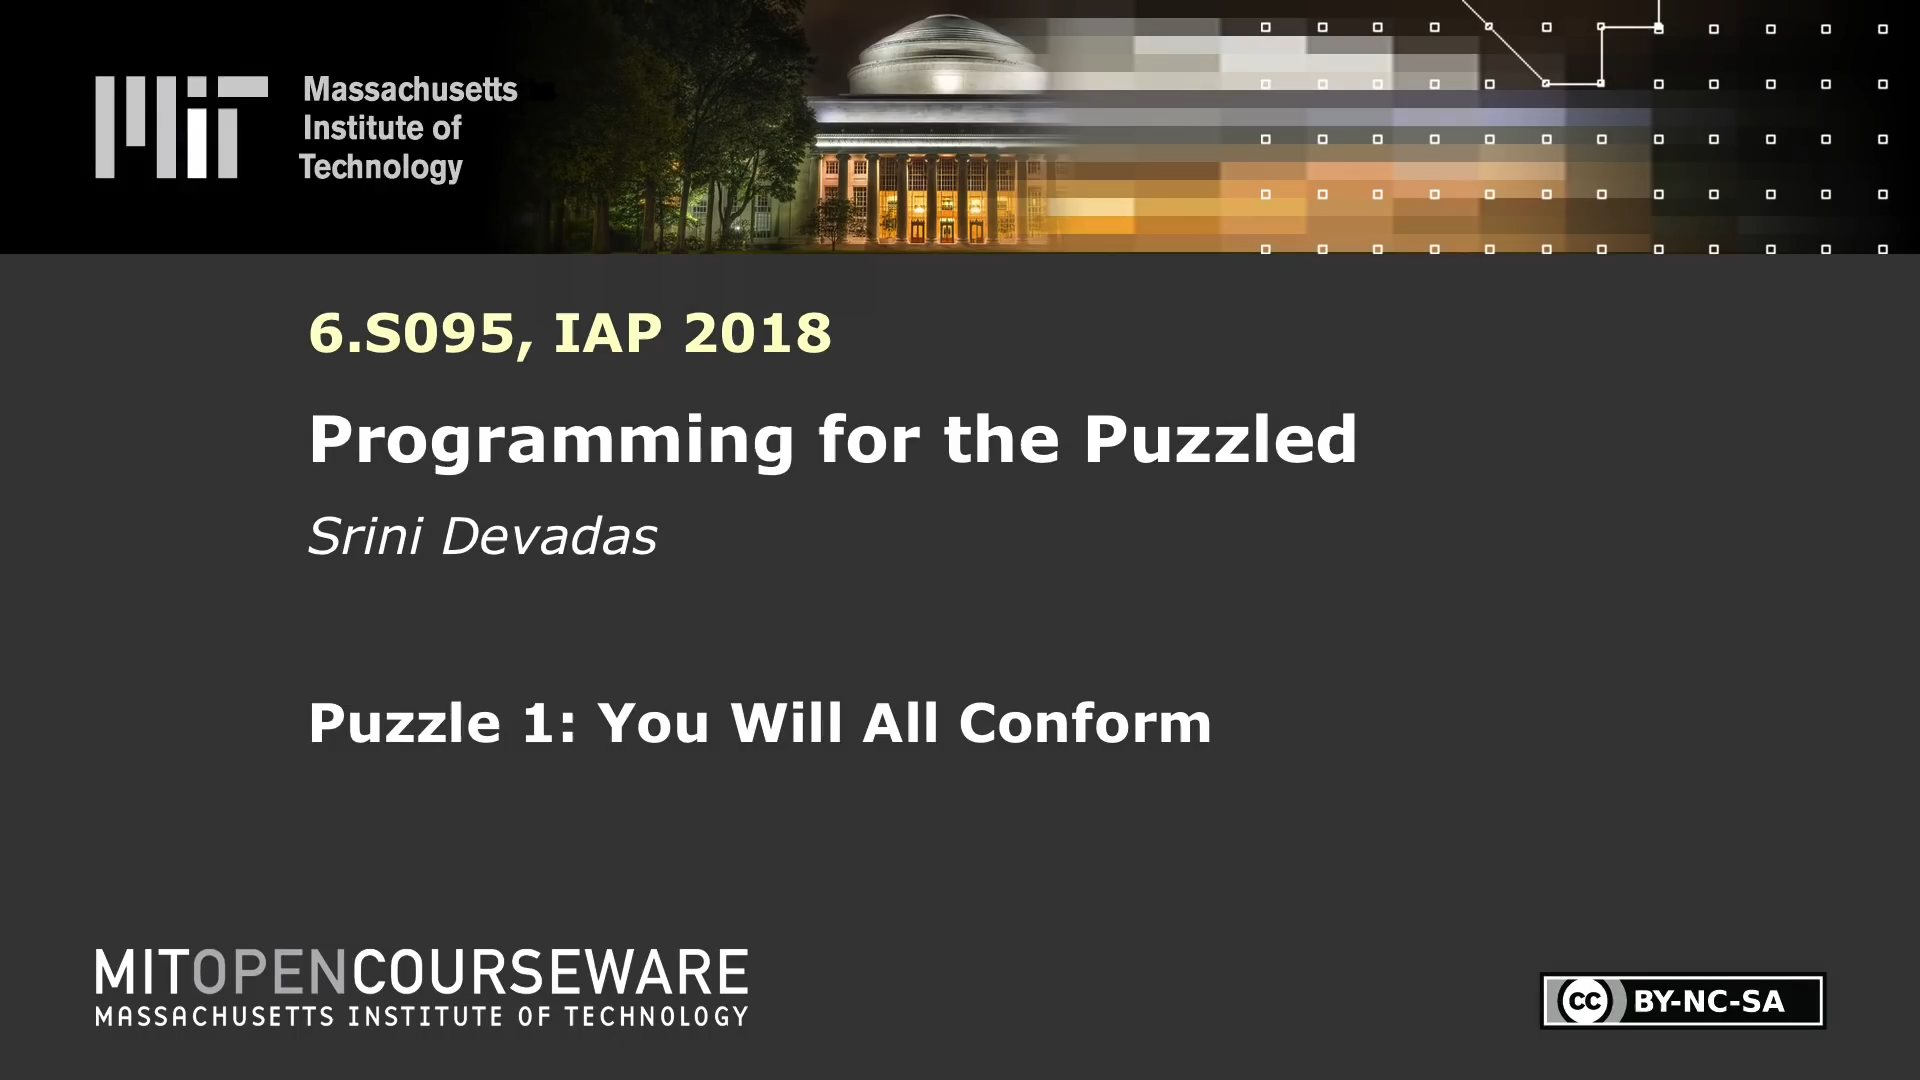 MIT
Massachusetts
Institute of
Technology
6.S095, IAP 2018
Programming for the Puzzled
Srini Devadas
Puzzle 1: You Will All Conform
MITOPENCOURSEWARE
MASSACHUSETTS INSTITUTE OF TECHNOLOGY
cc BY-NC-SA